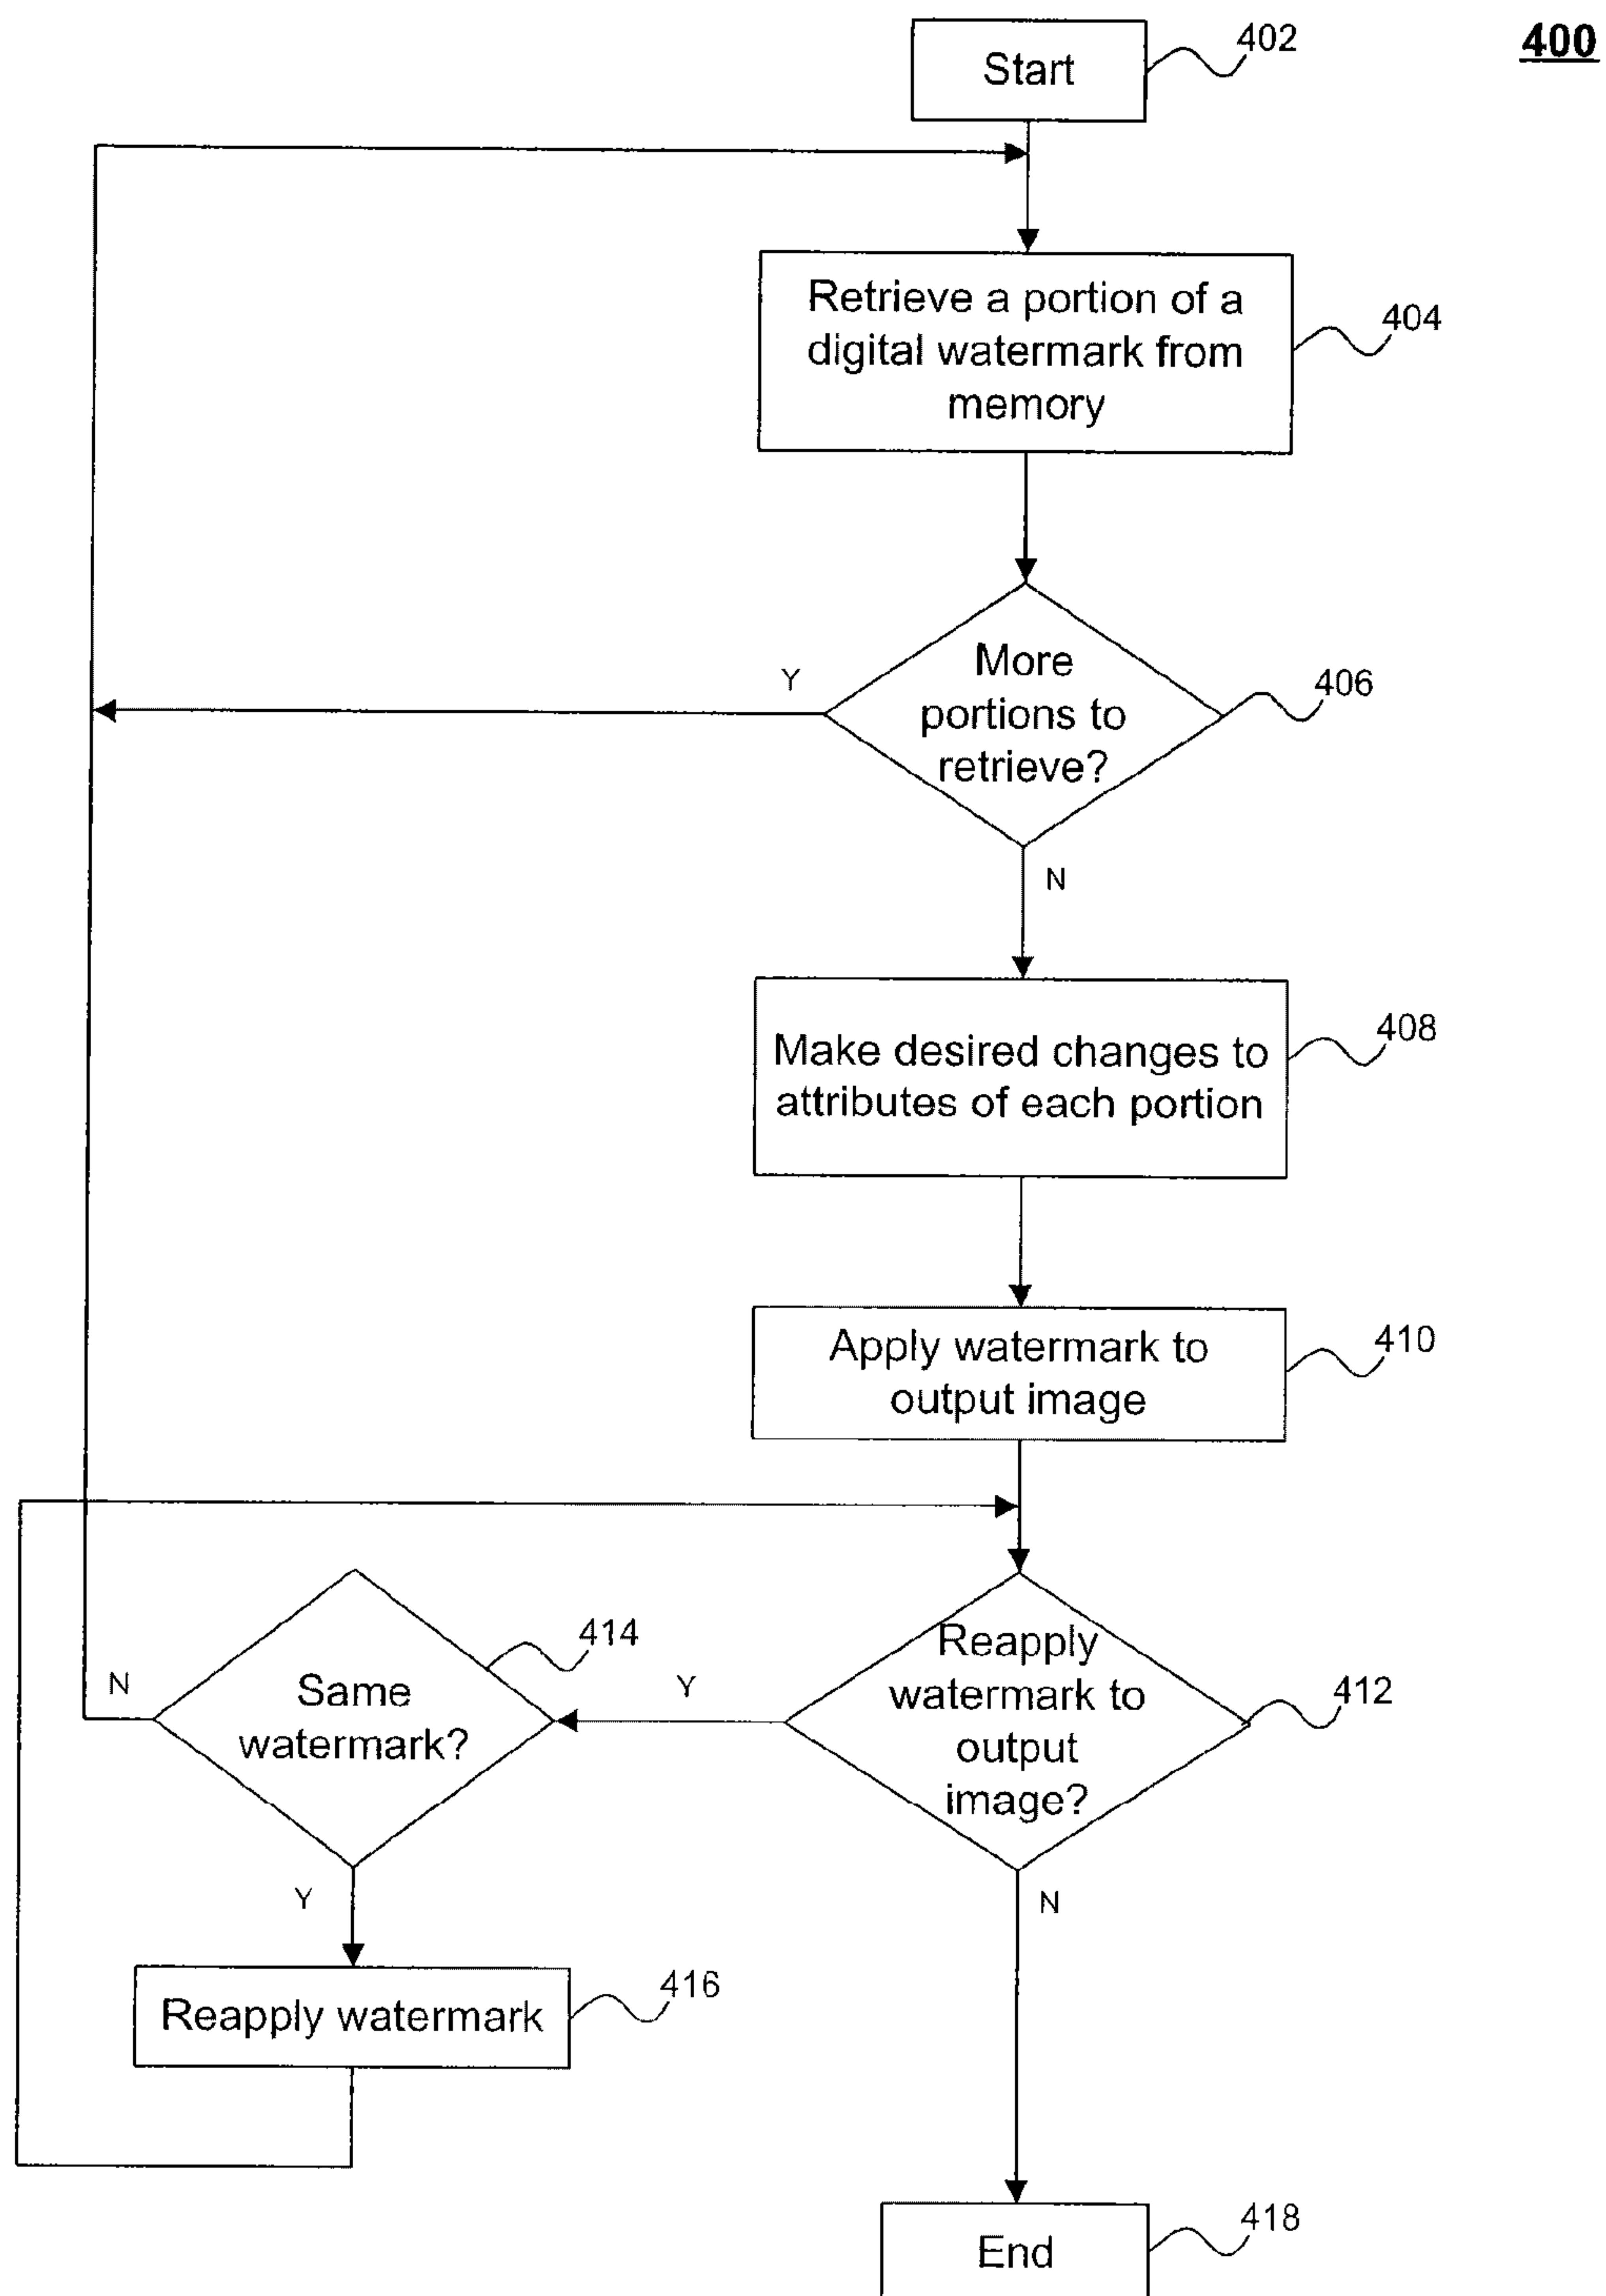 400
Start
402
Retrieve a portion of a
digital watermark from
memory
404
More
portions to
retrieve?
406
Y
N
Make desired changes to
attributes of each portion
408
Apply watermark to
output image
410
Reapply
watermark to
output
image?
412
Y
N
Same
watermark?
414
N
Y
Reapply watermark
416
End
418